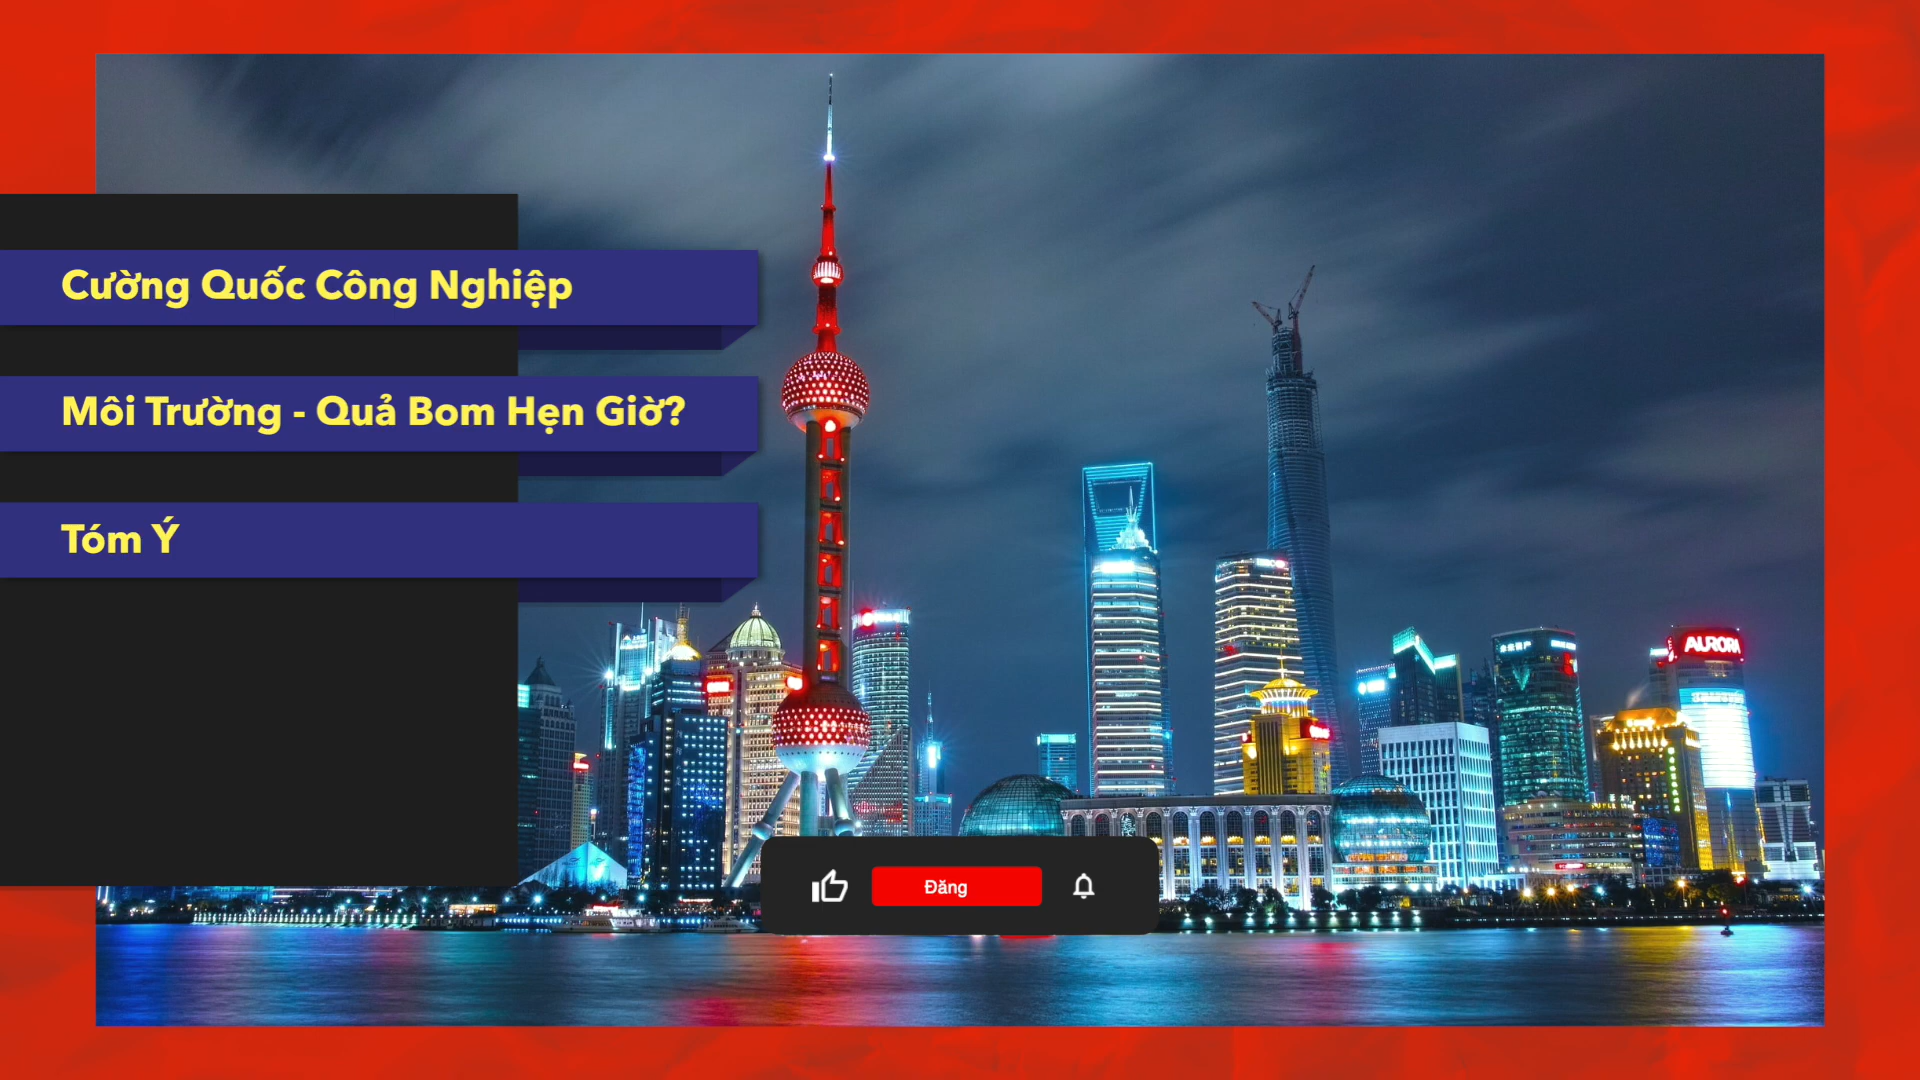 Cường Quốc Công Nghiệp
Môi Trường - Quả Bom Hẹn Giờ?
Tóm Ý
AURORA
Đăng